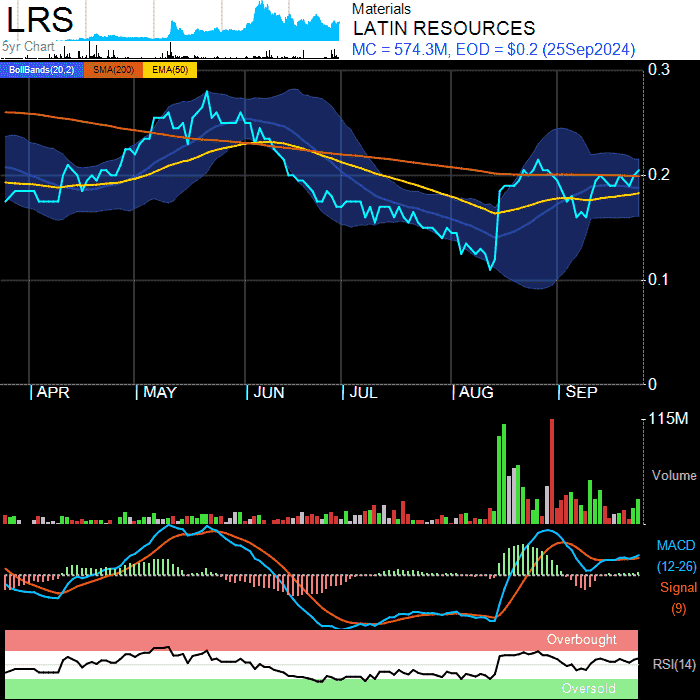 LRS
5yr Chart
Materials
LATIN RESOURCES
MC = 574.3M, EOD = $0.2 (25Sep2024)
BollBands(20,2) SMA(200) EMA(50)
0.3
0.2
0.1
0
APR MAY JUN JUL AUG SEP
115M
Volume
MACD
(12-26)
Signal
(9)
Overbought
RSI(14)
Oversold